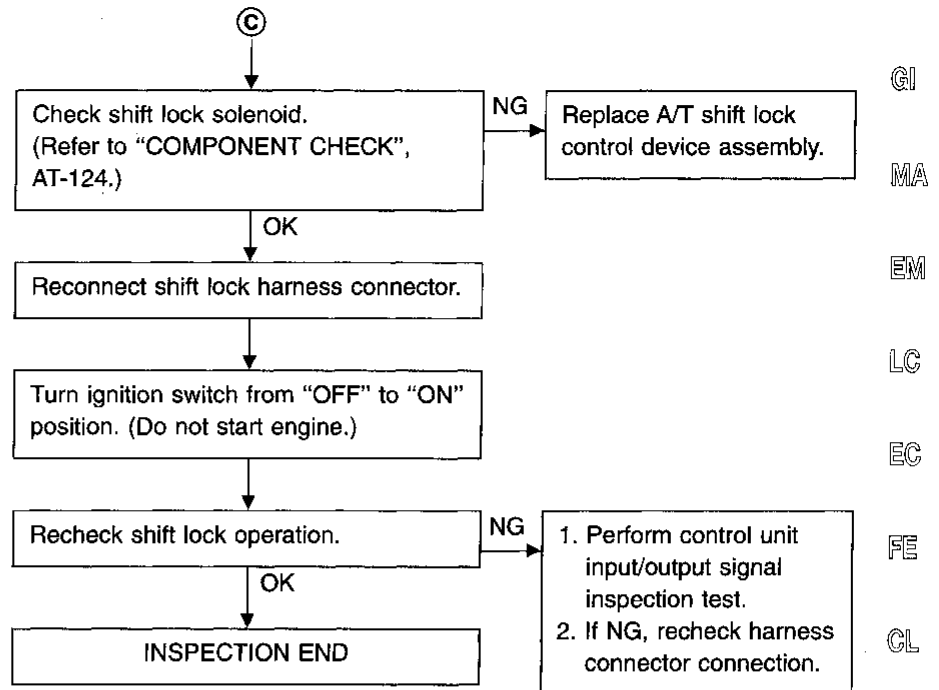 C
Check shift lock solenoid.
(Refer to “COMPONENT CHECK”,
AT-124.)
NG
Replace A/T shift lock
control device assembly.
OK
Reconnect shift lock harness connector.
Turn ignition switch from “OFF” to “ON”
position. (Do not start engine.)
Recheck shift lock operation.
NG
1. Perform control unit
input/output signal
inspection test.
2. If NG, recheck harness
connector connection.
OK
INSPECTION END
GI
MA
EM
LC
EC
FE
CL